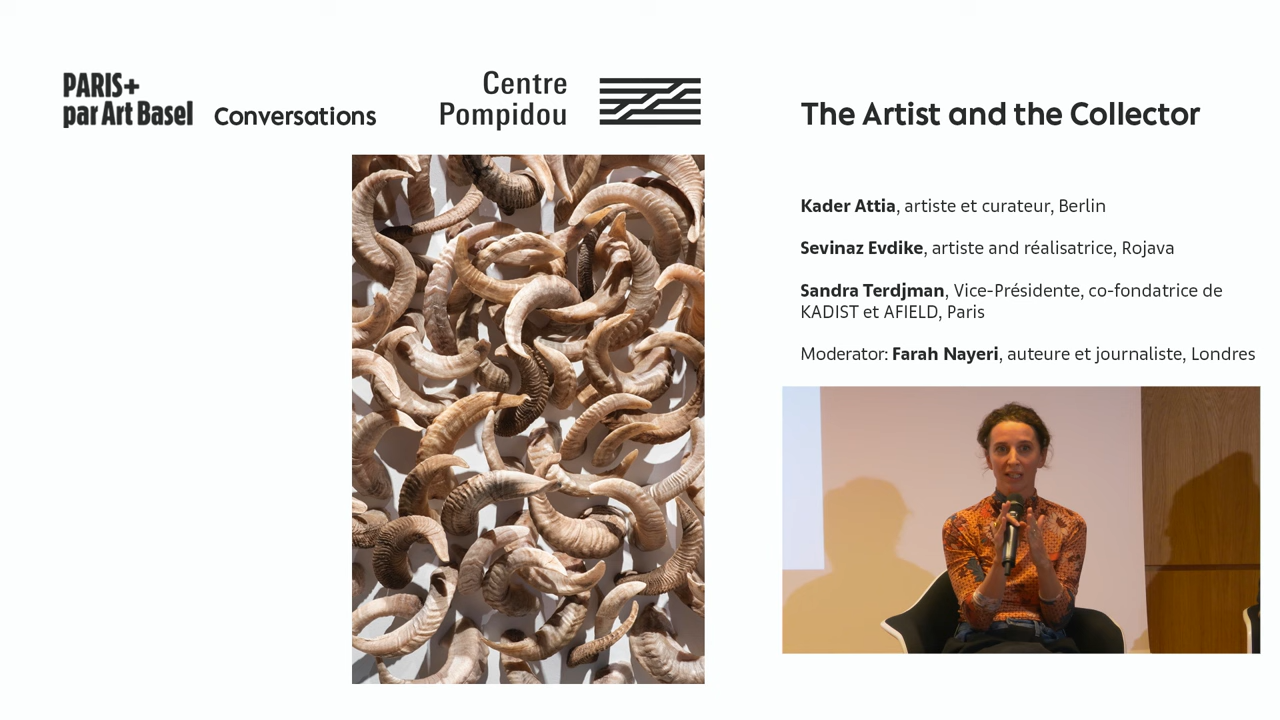 PARIS+
par Art Basel
Conversations
Centre
Pompidou
The Artist and the Collector
Kader Attia, artiste et curateur, Berlin
Sevinaz Evdike, artiste and réalisatrice, Rojava
Sandra Terdjman, Vice-Présidente, co-fondatrice de
KADIST et AFIELD, Paris
Moderator: Farah Nayeri, auteure et journaliste, Londres